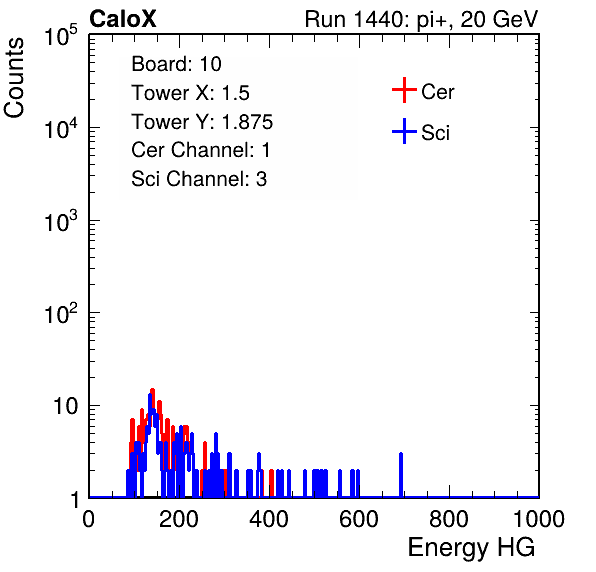 CaloX Run 1440: pi+, 20 GeV
Counts
Board: 10
Tower X: 1.5
Tower Y: 1.875
Cer Channel: 1
Sci Channel: 3
Cer
Sci
10^5
10^4
10^3
10^2
10
1
0 200 400 600 800 1000
Energy HG